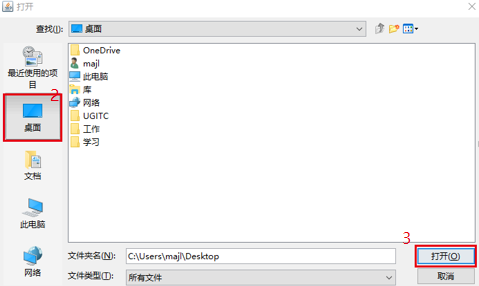 打开
查找(I):
桌面
最近使用的项
目
2
桌面
文档
此电脑
网络
OneDrive
majl
此电脑
库
网络
UGITC
工作
学习
3
文件夹名(N):
C:\Users\majl\Desktop
打开(O)
文件类型(T):
所有文件
取消